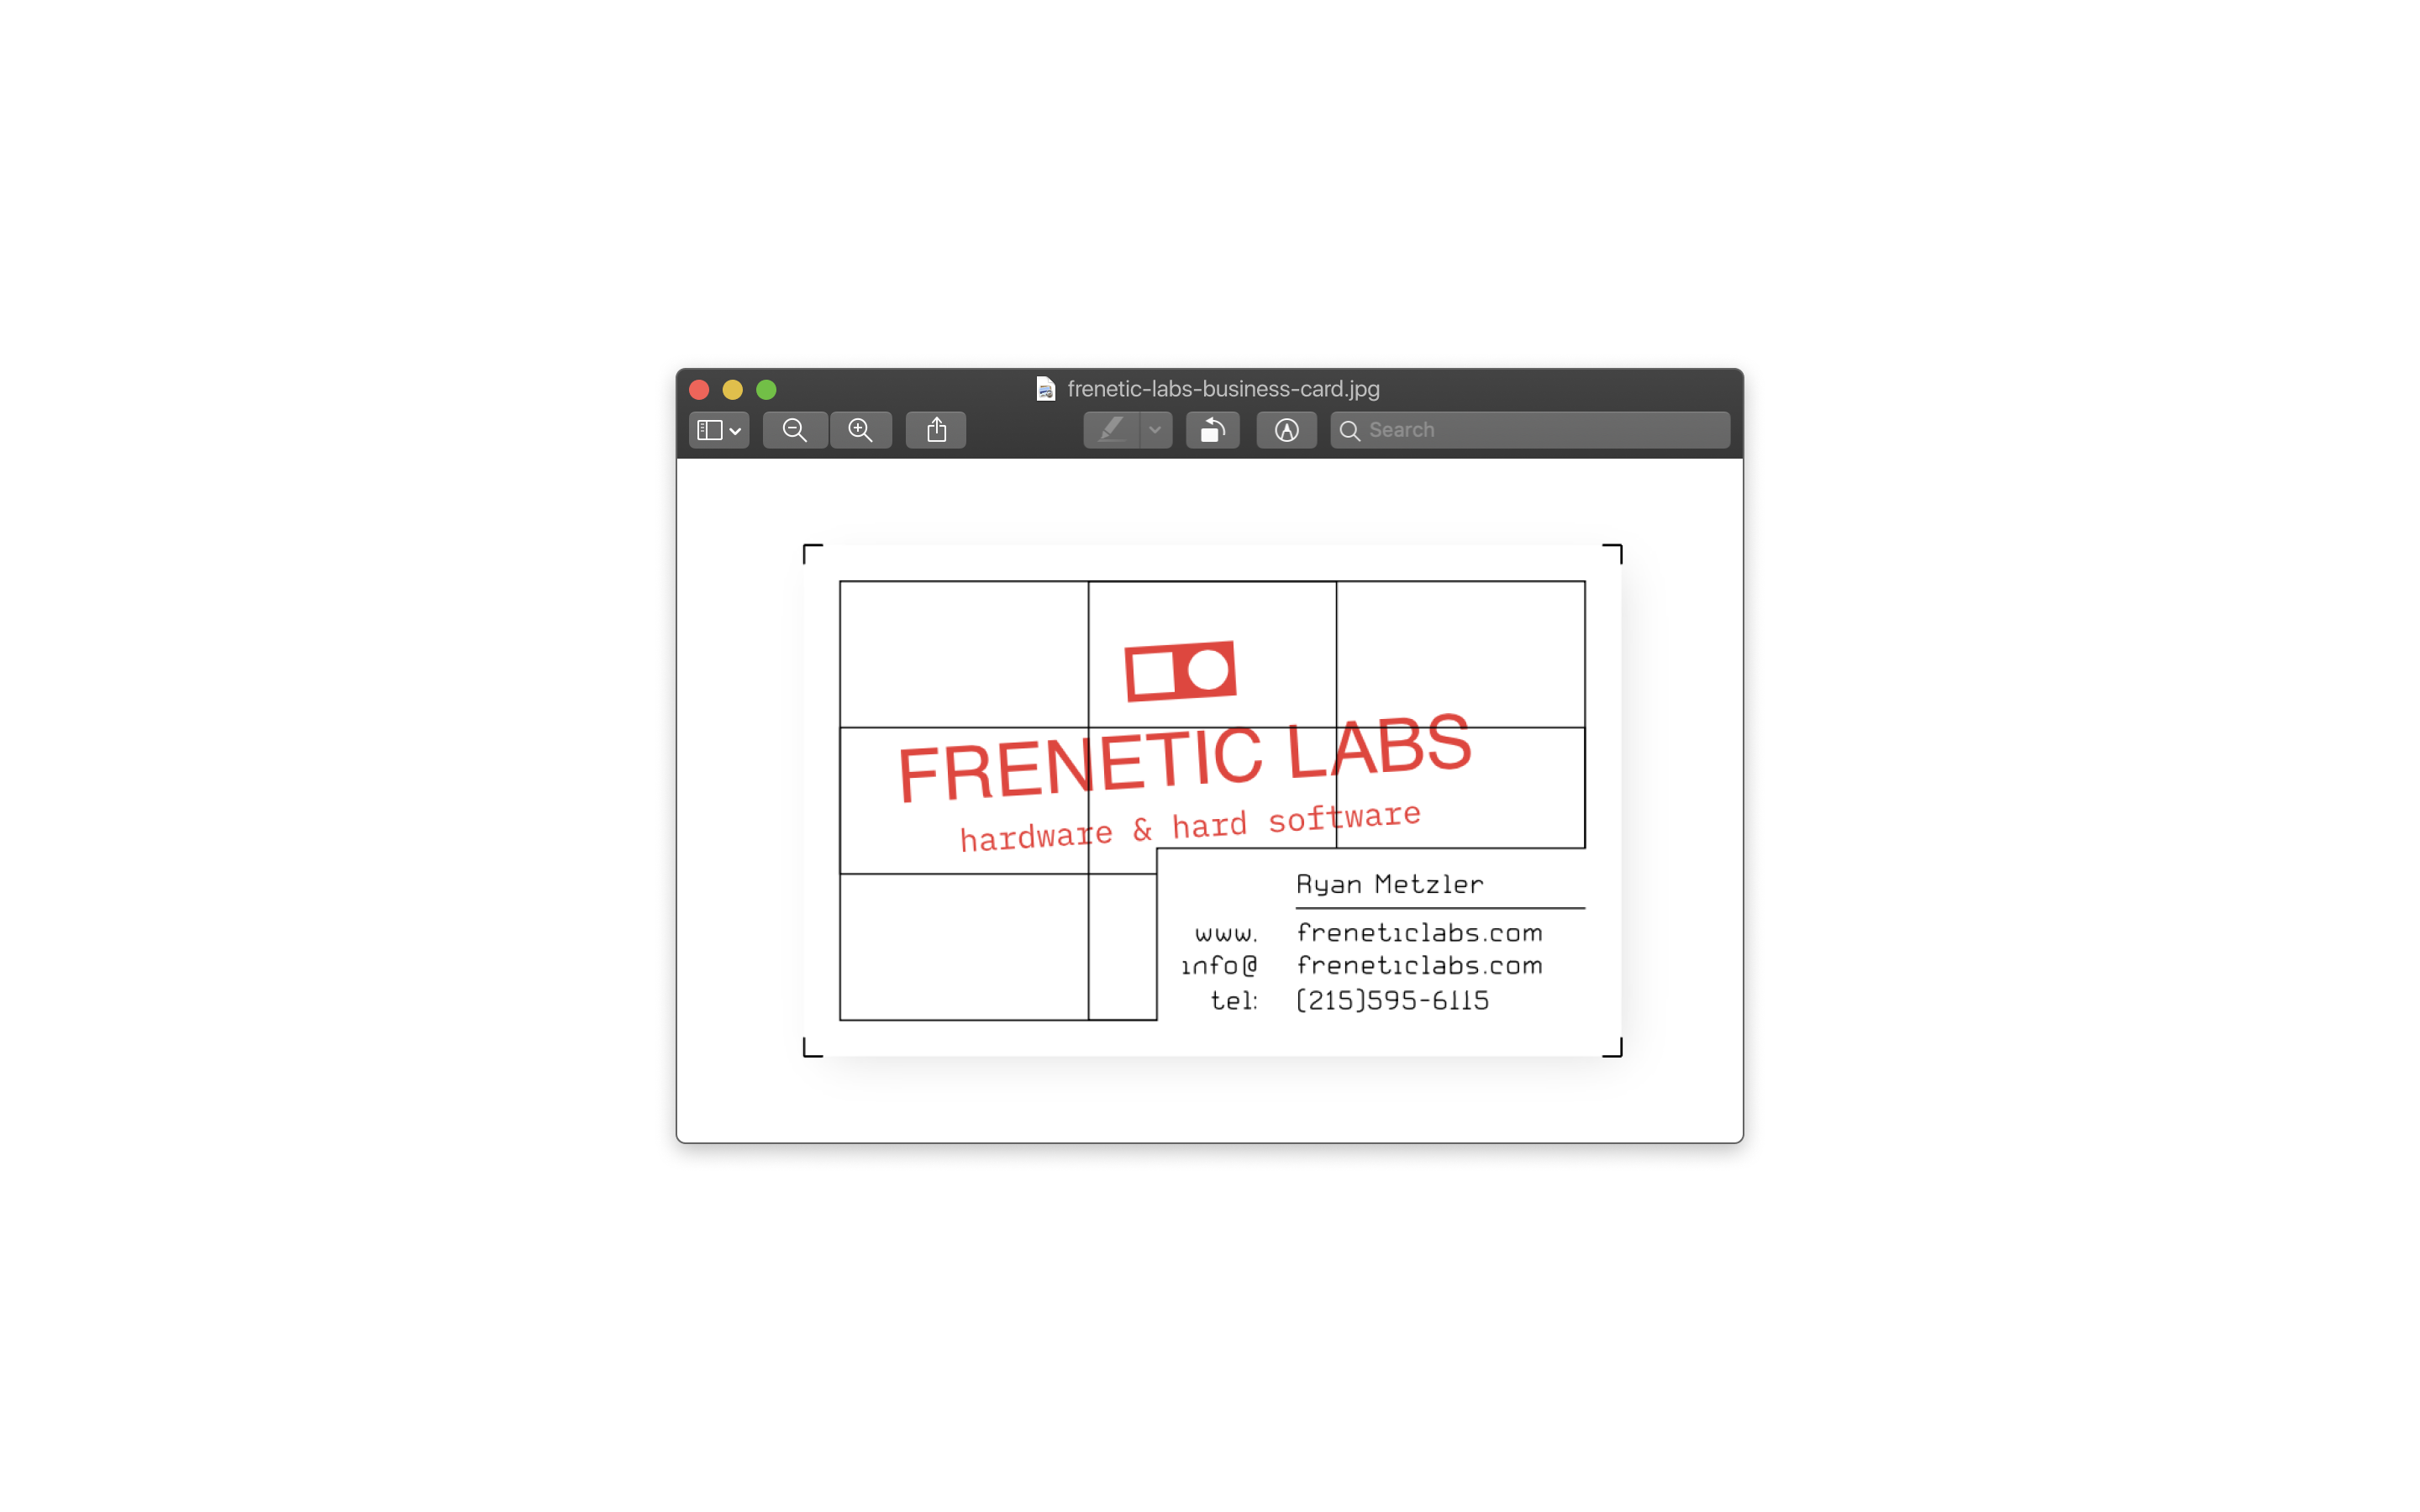 frenetic-labs-business-card.jpg
Search
FRENETIC LABS
hardware & hard software
Ryan Metzler
www. freneticlabs.com
info@ freneticlabs.com
tel: (215)595-6115